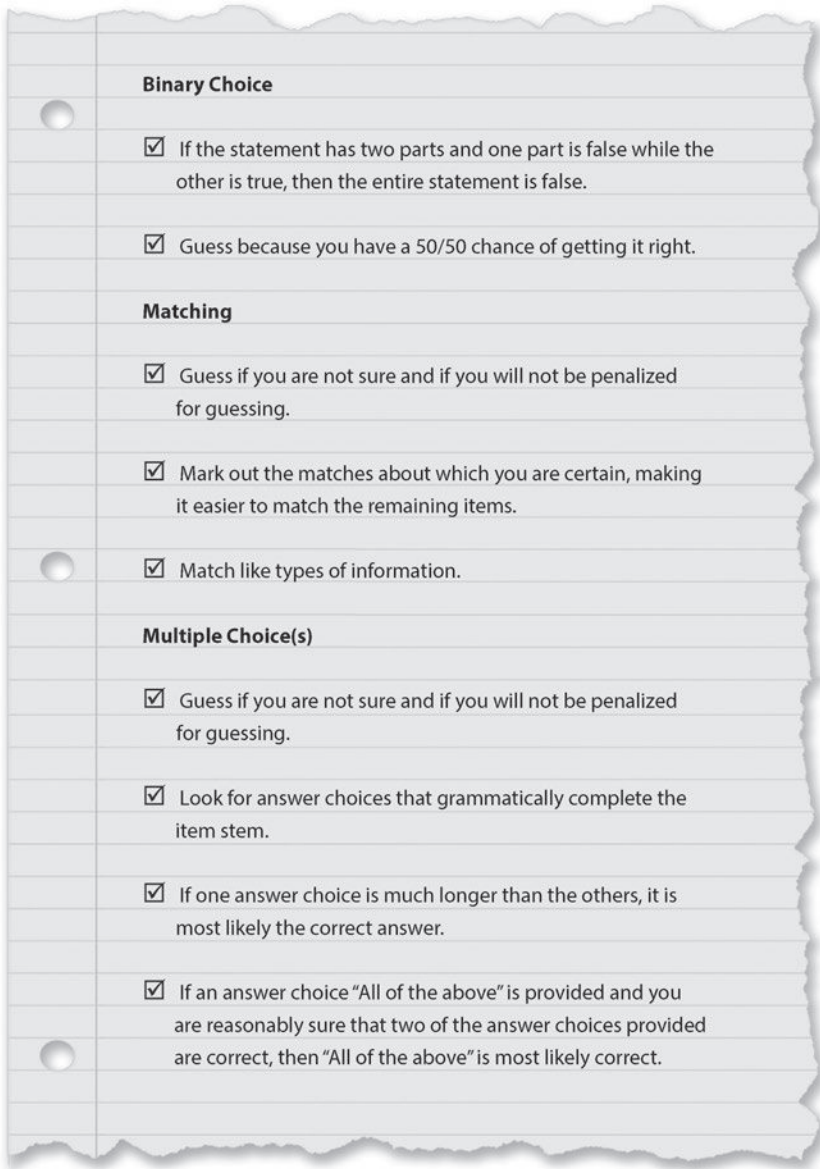 Binary Choice
☑ If the statement has two parts and one part is false while the
other is true, then the entire statement is false.
☑ Guess because you have a 50/50 chance of getting it right.
Matching
☑ Guess if you are not sure and if you will not be penalized
for guessing.
☑ Mark out the matches about which you are certain, making
it easier to match the remaining items.
☑ Match like types of information.
Multiple Choice(s)
☑ Guess if you are not sure and if you will not be penalized
for guessing.
☑ Look for answer choices that grammatically complete the
item stem.
☑ If one answer choice is much longer than the others, it is
most likely the correct answer.
☑ If an answer choice “All of the above” is provided and you
are reasonably sure that two of the answer choices provided
are correct, then “All of the above” is most likely correct.